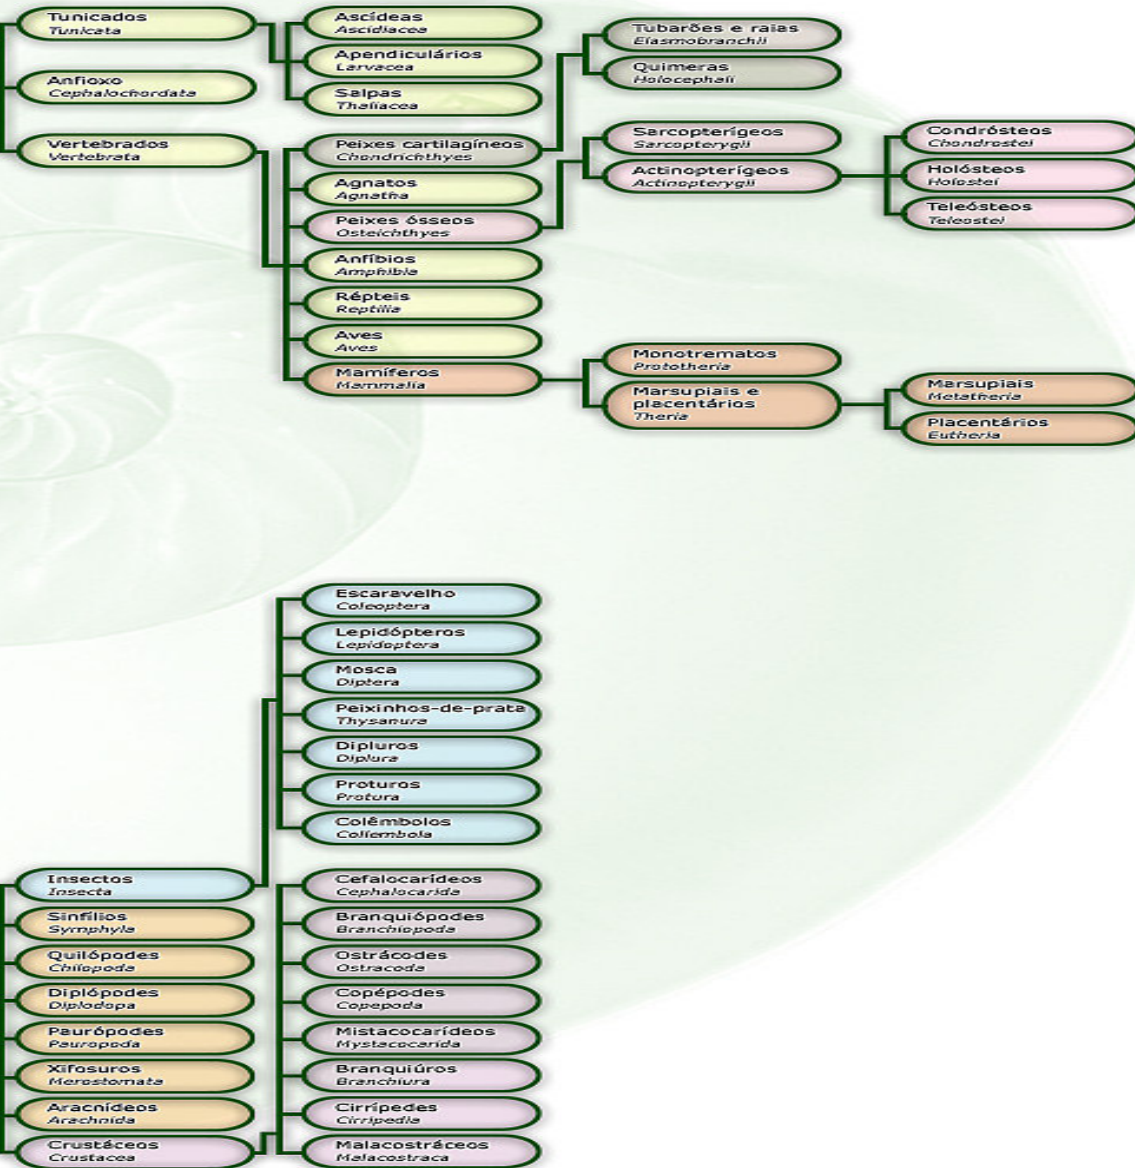 Tunicados
Tunicata
Anfioxo
Cephalochordata
Vertebrados
Vertebrata
Ascídeas
Ascidiacea
Apendiculários
Larvacea
Salpas
Thaliacea
Peixes cartilagíneos
Chondrichthyes
Agnatos
Agnatha
Peixes ósseos
Osteichthyes
Anfíbios
Amphibia
Répteis
Reptilia
Aves
Aves
Mamíferos
Mammalia
Tubarões e raias
Elasmobranchii
Quimeras
Holocephali
Sarcopterígeos
Sarcopterygii
Actinopterígeos
Actinopterygii
Condrósteos
Chondrostei
Holósteos
Holostei
Teleósteos
Teleostei
Monotrematos
Prototheria
Marsupiais e
placentários
Theria
Marsupiais
Metatheria
Placentários
Eutheria
Escaravelho
Coleoptera
Lepidópteros
Lepidoptera
Mosca
Diptera
Peixinhos-de-prata
Thysanura
Dipluros
Diplura
Proturos
Protura
Colêmbolos
Collembola
Insectos
Insecta
Sinfílios
Symphyla
Quilópodes
Chilopoda
Diplópodes
Diplodopa
Paurópodes
Pauropoda
Xifosuros
Merostomata
Aracnídeos
Arachnida
Crustáceos
Crustacea
Cefalocarídeos
Cephalocarida
Branquiópodes
Branchiopoda
Ostrácodes
Ostracoda
Copépodes
Copepoda
Mistacocarídeos
Mystacocarida
Branquiúros
Branchiura
Cirrípedes
Cirripedia
Malacostráceos
Malacostraca